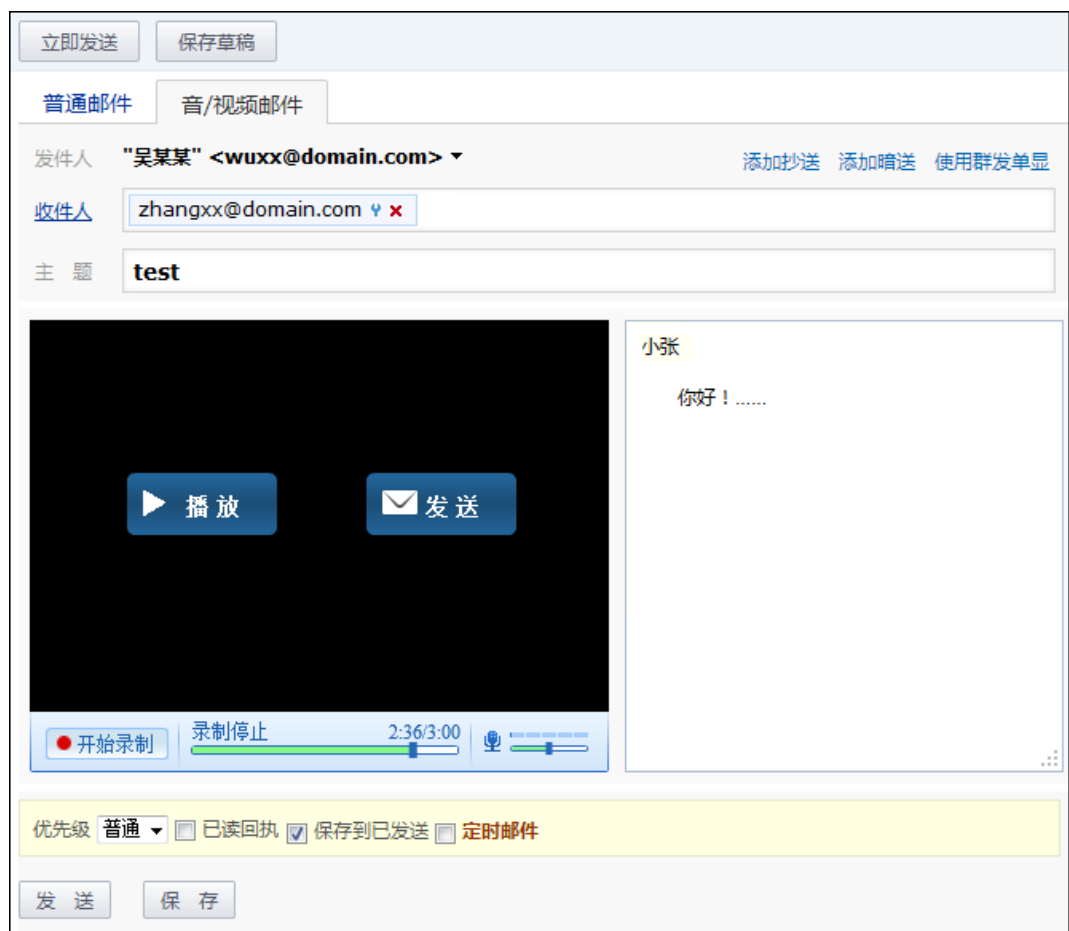 立即发送 保存草稿
普通邮件 音/视频邮件
发件人 "吴某某" <wuxx@domain.com> 添加抄送 添加暗送 使用群发单显
收件人 zhangxx@domain.com
主 题 test
小张
你好！......
播放 发送
开始录制 录制停止 2:36/3:00
优先级 普通 已读回执 保存到已发送 定时邮件
发 送 保 存